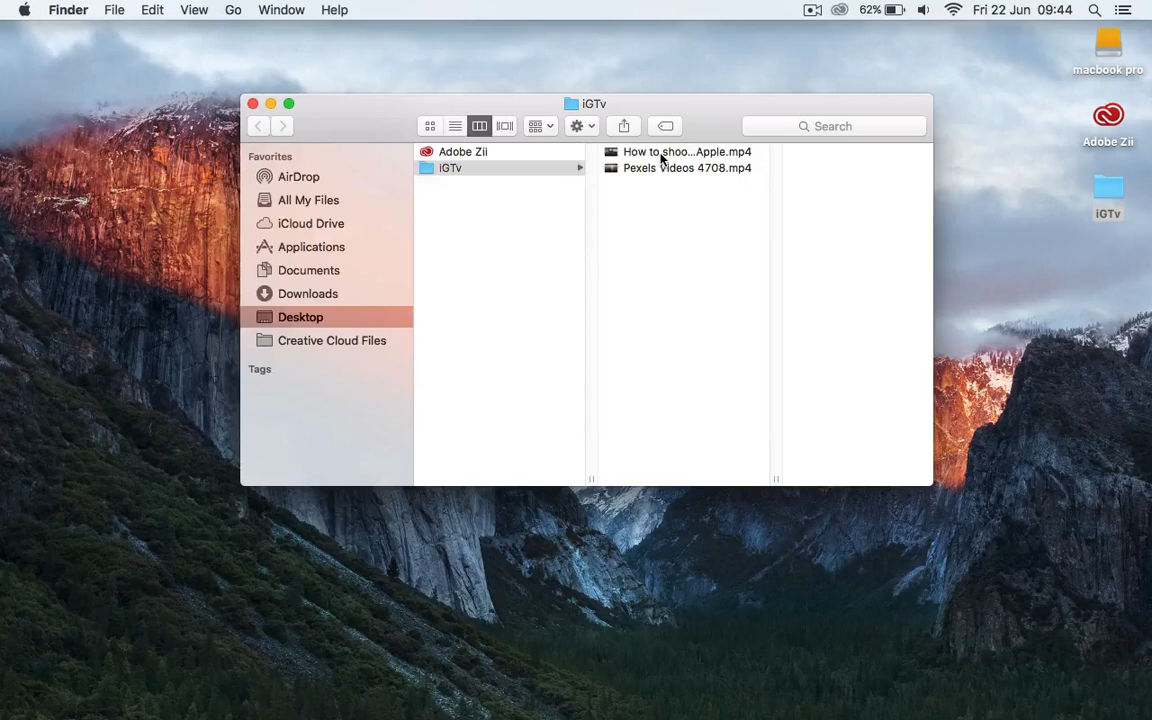 Finder File Edit View Go Window Help 62% Fri 22 Jun 09:44
macbook pro
Adobe Zii
iGTv
iGTv
Search
Favorites
AirDrop
All My Files
iCloud Drive
Applications
Documents
Downloads
Desktop
Creative Cloud Files
Tags
Adobe Zii
iGTv
How to shoo...Apple.mp4
Pexels Videos 4708.mp4